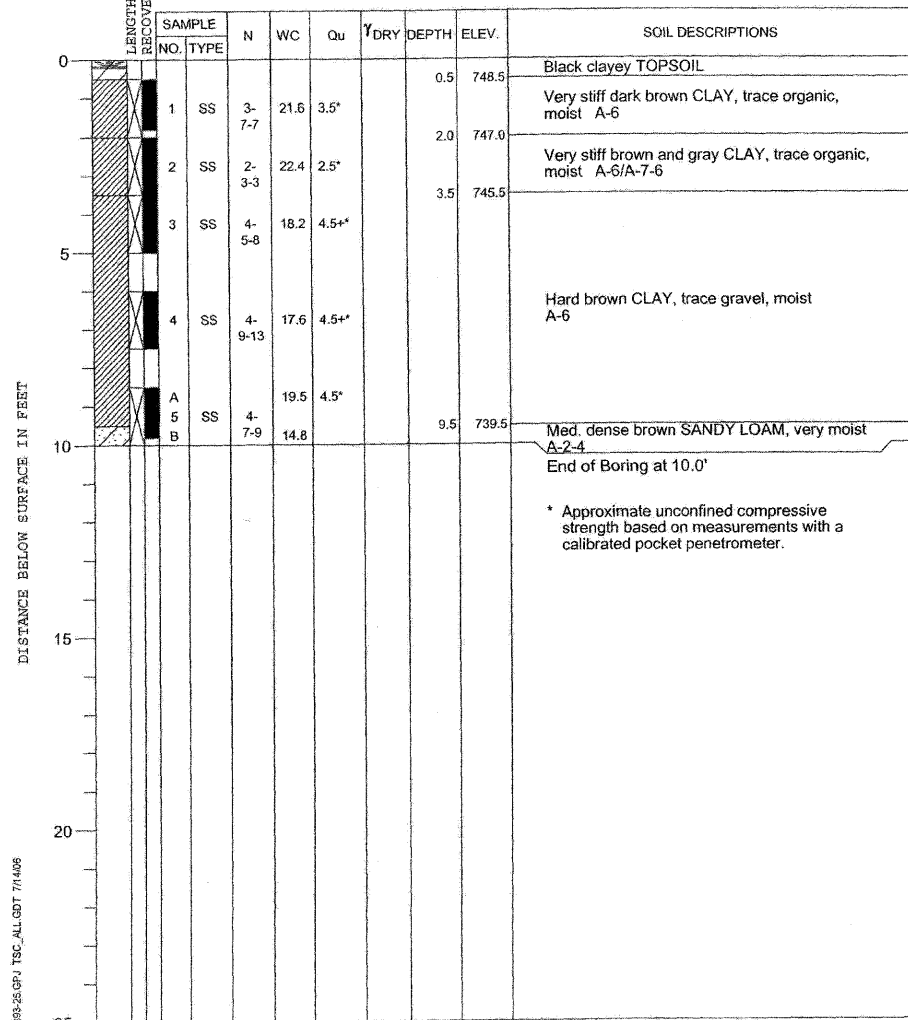 LENGTH
RECOVE
SAMPLE
NO. TYPE N WC Qu γDRY DEPTH ELEV. SOIL DESCRIPTIONS
0
Black clayey TOPSOIL
0.5 748.5
1 SS 3- 21.6 3.5* Very stiff dark brown CLAY, trace organic,
7-7 moist A-6
2.0 747.0
2 SS 2- 22.4 2.5* Very stiff brown and gray CLAY, trace organic,
3-3 moist A-6/A-7-6
3.5 745.5
3 SS 4- 18.2 4.5+*
5-8
5
4 SS 4- 17.6 4.5+* Hard brown CLAY, trace gravel, moist
9-13 A-6
A 19.5 4.5*
5 SS 4- 9.5 739.5
B 7-9 14.8 Med. dense brown SANDY LOAM, very moist
A-2-4
10
End of Boring at 10.0'
* Approximate unconfined compressive
strength based on measurements with a
calibrated pocket penetrometer.
15
20
DISTANCE BELOW SURFACE IN FEET
93-25.GPJ TSC_ALL.GDT 7/14/06